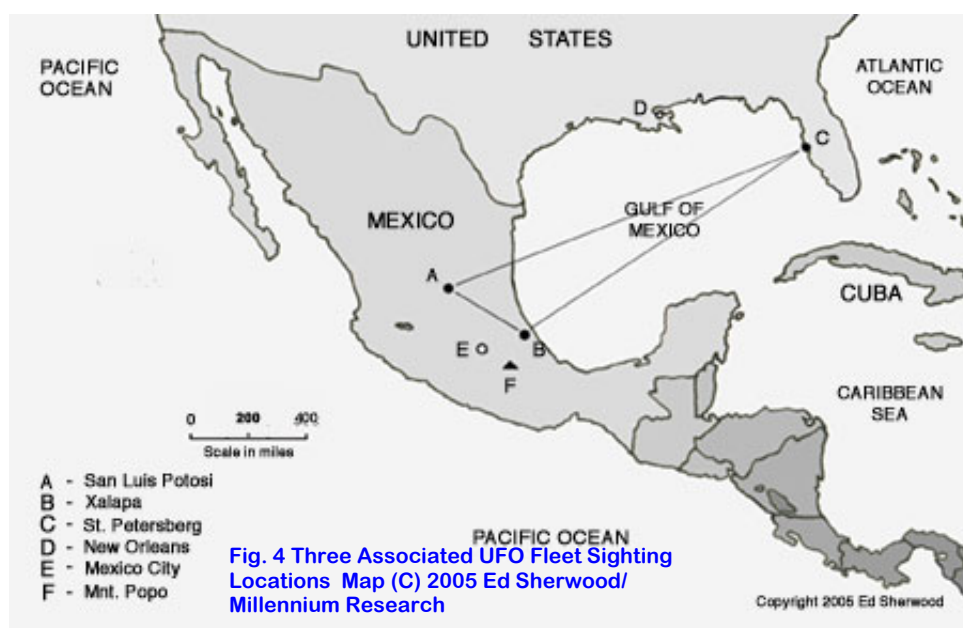 UNITED STATES
PACIFIC
OCEAN
ATLANTIC
OCEAN
D
C
GULF OF
MEXICO
MEXICO
A
CUBA
E
B
F
CARIBBEAN
SEA
0 200 400
Scale in miles
A - San Luis Potosi
B - Xalapa
C - St. Petersberg
D - New Orleans
E - Mexico City
F - Mnt. Popo
PACIFIC OCEAN
Fig. 4 Three Associated UFO Fleet Sighting
Locations Map (C) 2005 Ed Sherwood/
Millennium Research
Copyright 2005 Ed Sherwood